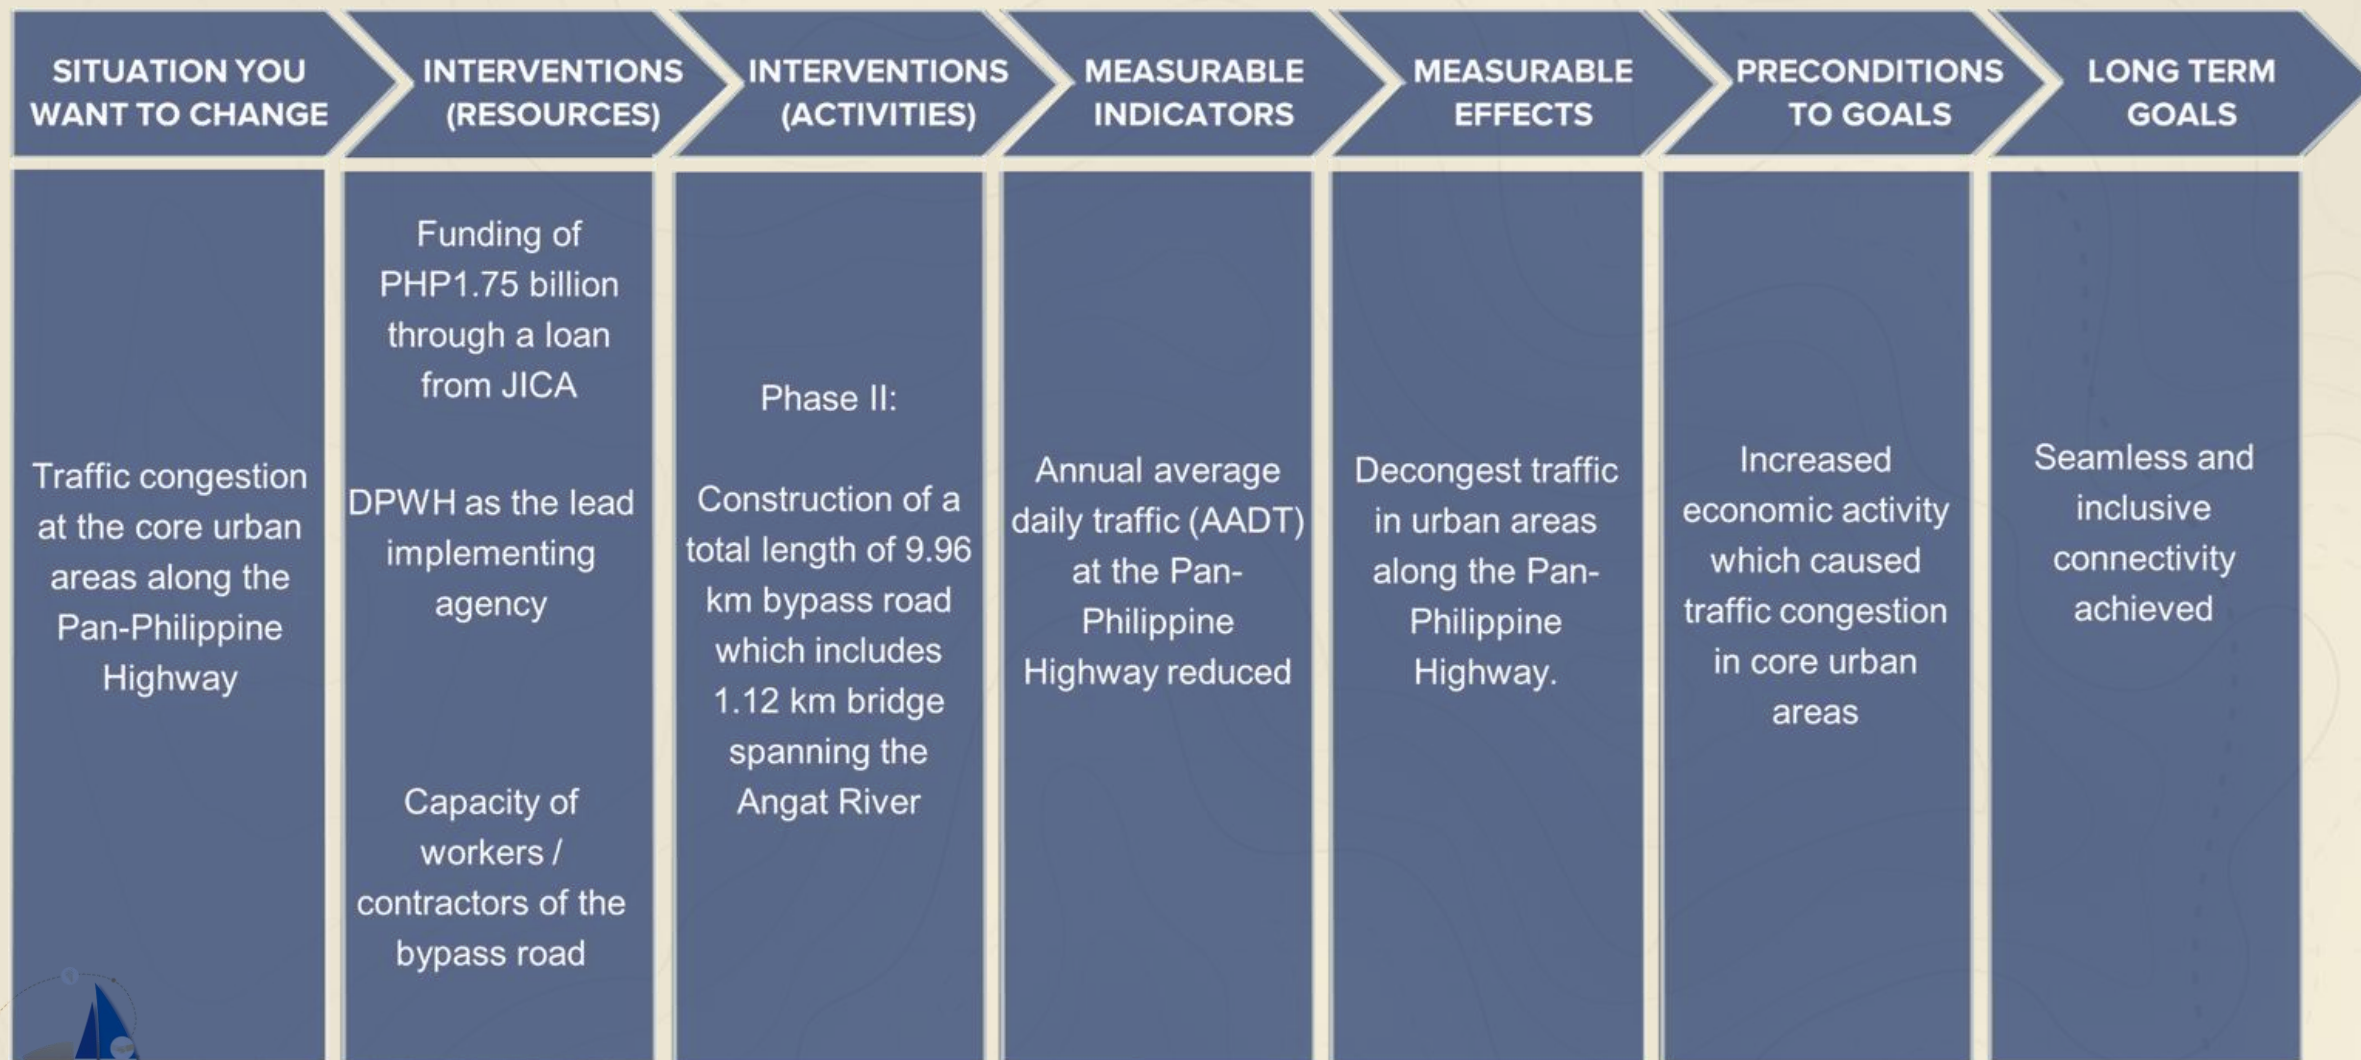 SITUATION YOU
WANT TO CHANGE
INTERVENTIONS
(RESOURCES)
INTERVENTIONS
(ACTIVITIES)
MEASURABLE
INDICATORS
MEASURABLE
EFFECTS
PRECONDITIONS
TO GOALS
LONG TERM
GOALS
Traffic congestion
at the core urban
areas along the
Pan-Philippine
Highway
Funding of
PHP1.75 billion
through a loan
from JICA
DPWH as the lead
implementing
agency
Capacity of
workers /
contractors of the
bypass road
Phase II:
Construction of a
total length of 9.96
km bypass road
which includes
1.12 km bridge
spanning the
Angat River
Annual average
daily traffic (AADT)
at the Pan-
Philippine
Highway reduced
Decongest traffic
in urban areas
along the Pan-
Philippine
Highway.
Increased
economic activity
which caused
traffic congestion
in core urban
areas
Seamless and
inclusive
connectivity
achieved